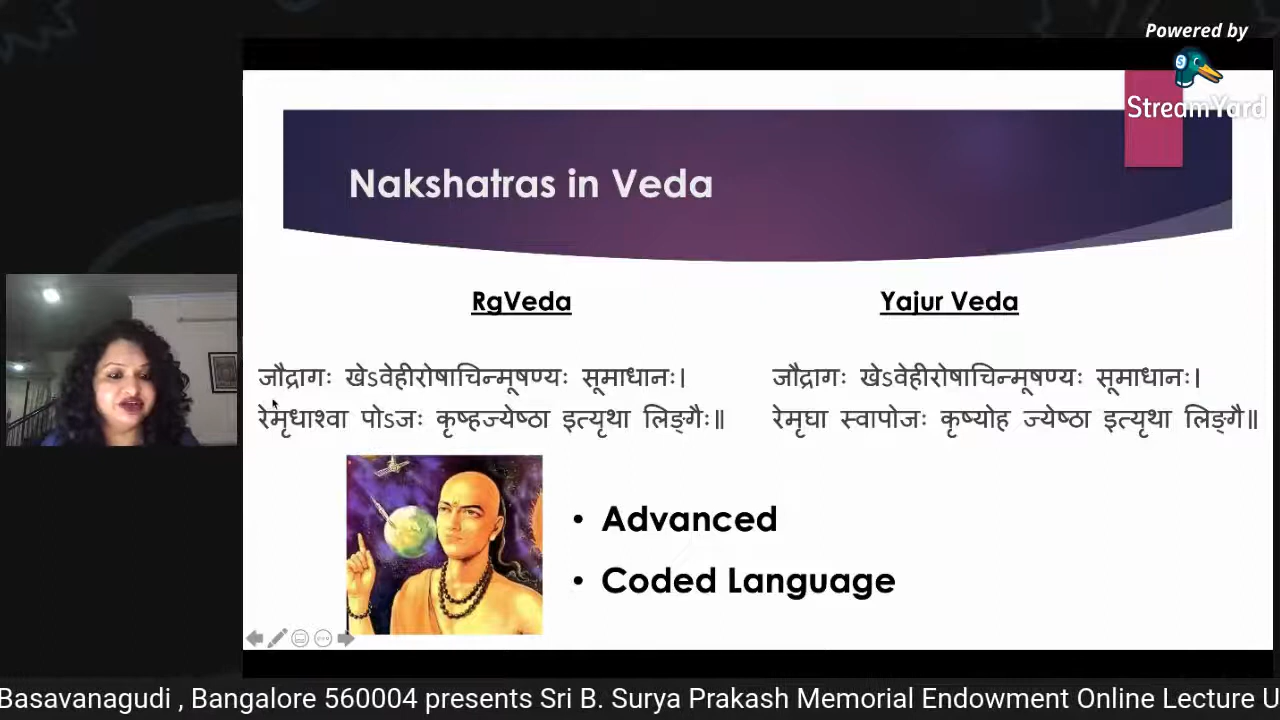 Powered by
StreamYard
Nakshatras in Veda
RgVeda
जौद्रागः खेऽवेहीरोषाचिन्मूषण्यः सूमाधानः।
रेमृधाश्वा पोऽजः कृष्हज्येष्ठा इत्यृथा लिङ्गैः॥
Yajur Veda
जौद्रागः खेऽवेहीरोषाचिन्मूषण्यः सूमाधानः।
रेमृघा स्वापोजः कृष्योह ज्येष्ठा इत्यृथा लिङ्गै॥
• Advanced
• Coded Language
Basavanagudi , Bangalore 560004 presents Sri B. Surya Prakash Memorial Endowment Online Lecture U